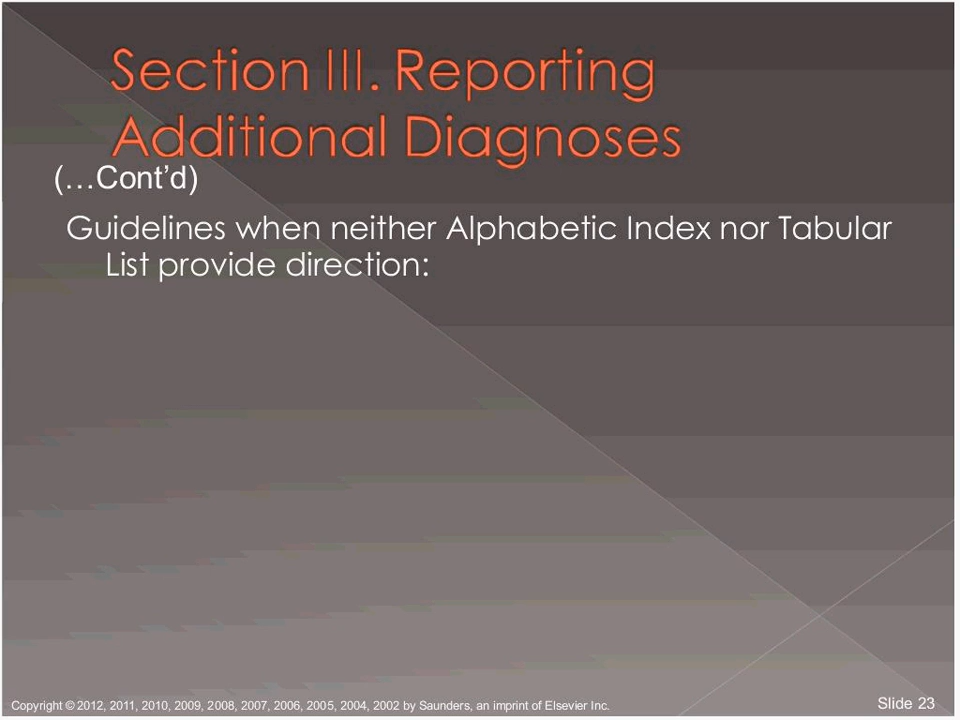 Section III. Reporting
Additional Diagnoses
(…Cont’d)
Guidelines when neither Alphabetic Index nor Tabular
List provide direction:
Copyright © 2012, 2011, 2010, 2009, 2008, 2007, 2006, 2005, 2004, 2002 by Saunders, an imprint of Elsevier Inc.
Slide 23